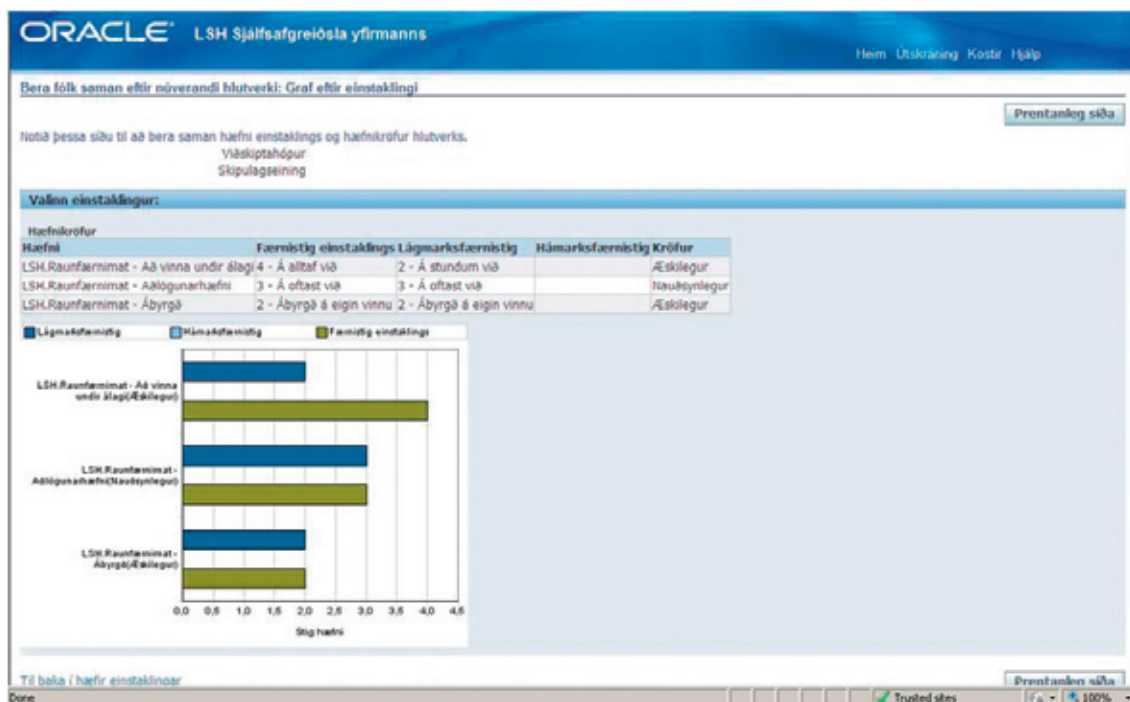 ORACLE LSH Sjálfsafgreiðsla yfirmanns
Heim Útskráning Kostir Hjálp
Bera fólk saman eftir núverandi hlutverki: Graf eftir einstaklingi
Prentanleg síða
Notið þessa síðu til að bera saman hæfni einstaklings og hæfnikröfur hlutverks.
Viðskiptahópur
Skipulagseining
Valinn einstaklingur:
Hæfnikröfur
Hæfni Færnistig einstaklings Lágmarksfærnistig Hámarksfærnistig Kröfur
LSH.Raunfærnimat - Að vinna undir álagi 4 - Á alltaf við 2 - Á stundum við Æskilegur
LSH.Raunfærnimat - Aðlögunarhæfni 3 - Á oftast við 3 - Á oftast við Nauðsynlegur
LSH.Raunfærnimat - Ábyrgð 2 - Ábyrgð á eigin vinnu 2 - Ábyrgð á eigin vinnu Æskilegur
Lágmarksfærnistig Hámarksfærnistig Færnistig einstaklings
LSH.Raunfærnimat - Að vinna
undir álagi(Æskilegur)
LSH.Raunfærnimat -
Aðlögunarhæfni(Nauðsynlegur)
LSH.Raunfærnimat -
Ábyrgð(Æskilegur)
0,0 0,5 1,0 1,5 2,0 2,5 3,0 3,5 4,0 4,5
Stig hæfni
Til baka í hæfir einstaklingar
Prentanleg síða
Done Trusted sites 100%